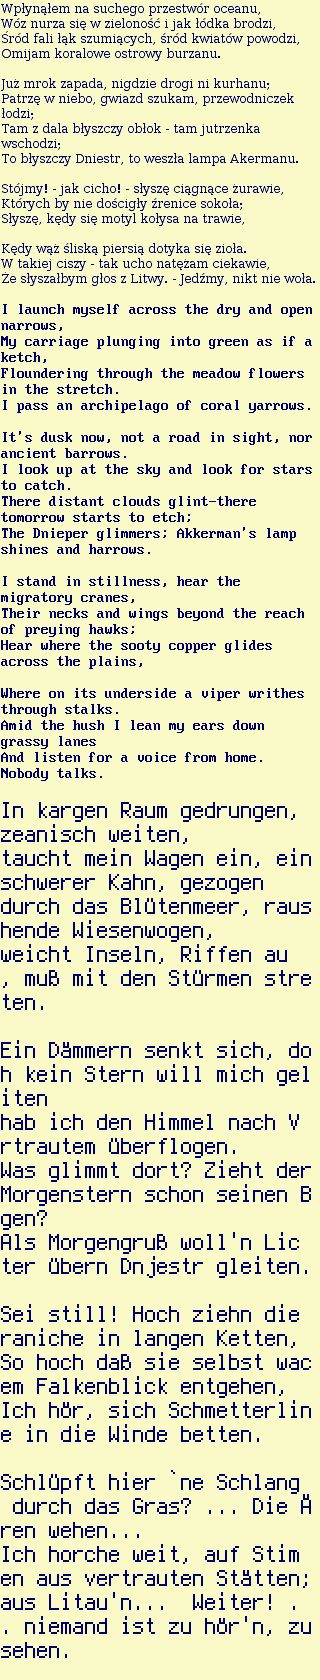 Wpłynąłem na suchego przestwór oceanu,
Wóz nurza się w zieloność i jak łódka brodzi,
Śród fali łąk szumiących, śród kwiatów powodzi,
Omijam koralowe ostrowy burzanu.

Już mrok zapada, nigdzie drogi ni kurhanu;
Patrzę w niebo, gwiazd szukam, przewodniczek
łodzi;
Tam z dala błyszczy obłok - tam jutrzenka
wschodzi;
To błyszczy Dniestr, to weszła lampa Akermanu.

Stójmy! - jak cicho! - słyszę ciągnące żurawie,
Których by nie dościgły źrenice sokoła;
Słyszę, kędy się motyl kołysa na trawie,

Kędy wąż śliską piersią dotyka się zioła.
W takiej ciszy - tak ucho natężam ciekawie,
Że słyszałbym głos z Litwy. - Jedźmy, nikt nie woła.

I launch myself across the dry and open
narrows,
My carriage plunging into green as if a
ketch,
Floundering through the meadow flowers
in the stretch.
I pass an archipelago of coral yarrows.

It's dusk now, not a road in sight, nor
ancient barrows.
I look up at the sky and look for stars
to catch.
There distant clouds glint-there
tomorrow starts to etch;
The Dnieper glimmers; Akkerman's lamp
shines and harrows.

I stand in stillness, hear the
migratory cranes,
Their necks and wings beyond the reach
of preying hawks;
Hear where the sooty copper glides
across the plains,

Where on its underside a viper writhes
through stalks.
Amid the hush I lean my ears down
grassy lanes
And listen for a voice from home.
Nobody talks.

In kargen Raum gedrungen,
zeanisch weiten,
taucht mein Wagen ein, ein
schwerer Kahn, gezogen
durch das Blütenmeer, raus
hende Wiesenwogen,
weicht Inseln, Riffen au
, muß mit den Stürmen stre
ten.

Ein Dämmern senkt sich, do
h kein Stern will mich gel
iten
hab ich den Himmel nach V
rtrautem überflogen.
Was glimmt dort? Zieht der
Morgenstern schon seinen B
gen?
Als Morgengruß woll'n Lic
ter übern Dnjestr gleiten.

Sei still! Hoch ziehn die
raniche in langen Ketten,
So hoch daß sie selbst wac
em Falkenblick entgehen,
Ich hör, sich Schmetterlin
e in die Winde betten.

Schlüpft hier `ne Schlang
 durch das Gras? ... Die Ä
ren wehen...
Ich horche weit, auf Stim
en aus vertrauten Stätten;
aus Litau'n...  Weiter! .
. niemand ist zu hör'n, zu
sehen.